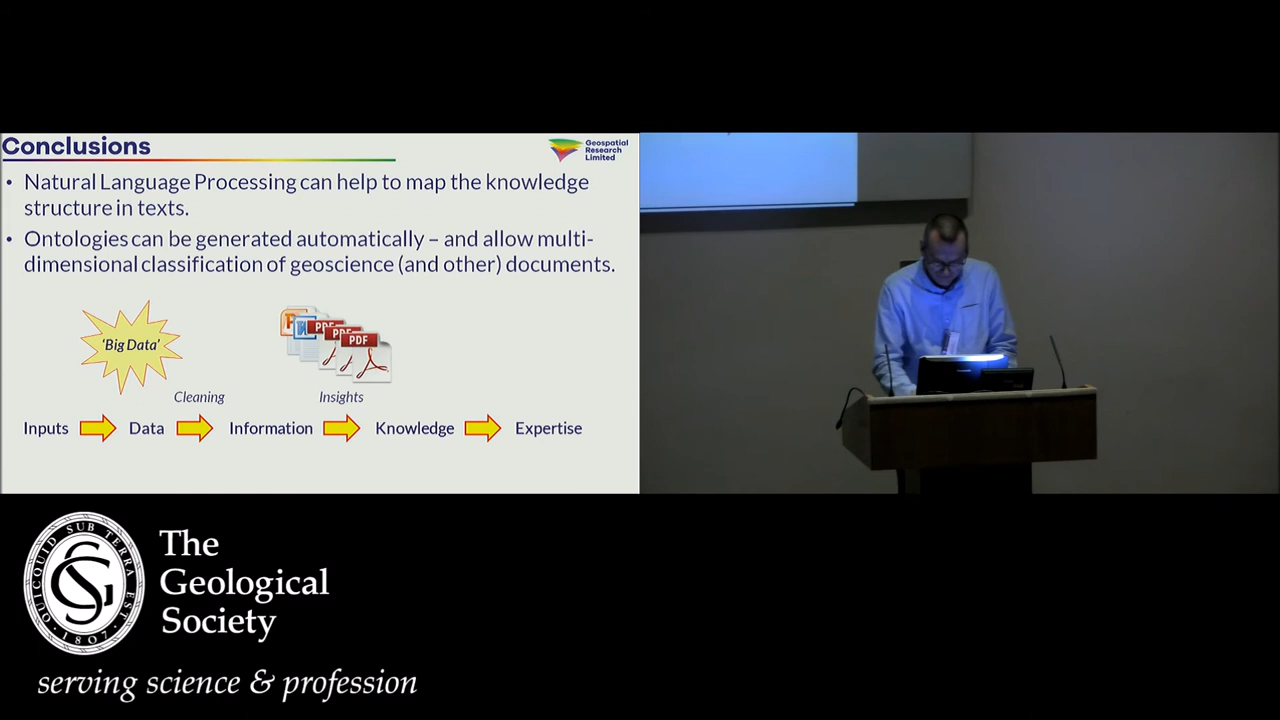 Conclusions
Geospatial
Research
Limited
• Natural Language Processing can help to map the knowledge
structure in texts.
• Ontologies can be generated automatically – and allow multi-
dimensional classification of geoscience (and other) documents.
'Big Data'
PDF
PDF
PDF
Cleaning
Insights
Inputs Data Information Knowledge Expertise
QUICQUID SUB TERRA EST
1807
The
Geological
Society
serving science & profession